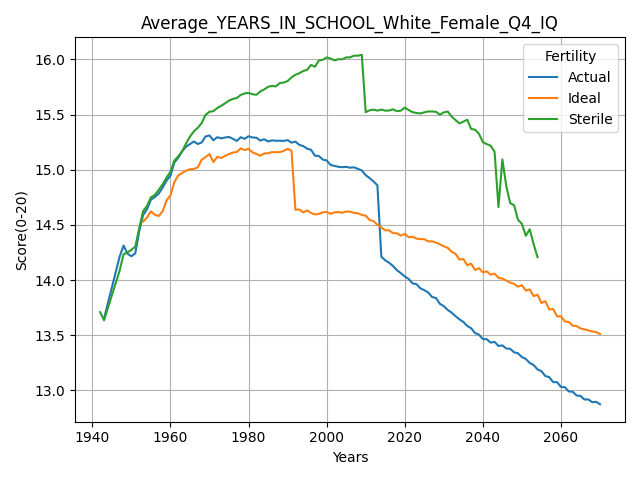 Average_YEARS_IN_SCHOOL_White_Female_Q4_IQ
Fertility
Actual
Ideal
Sterile
Score(0-20)
16.0
15.5
15.0
14.5
14.0
13.5
13.0
1940 1960 1980 2000 2020 2040 2060
Years